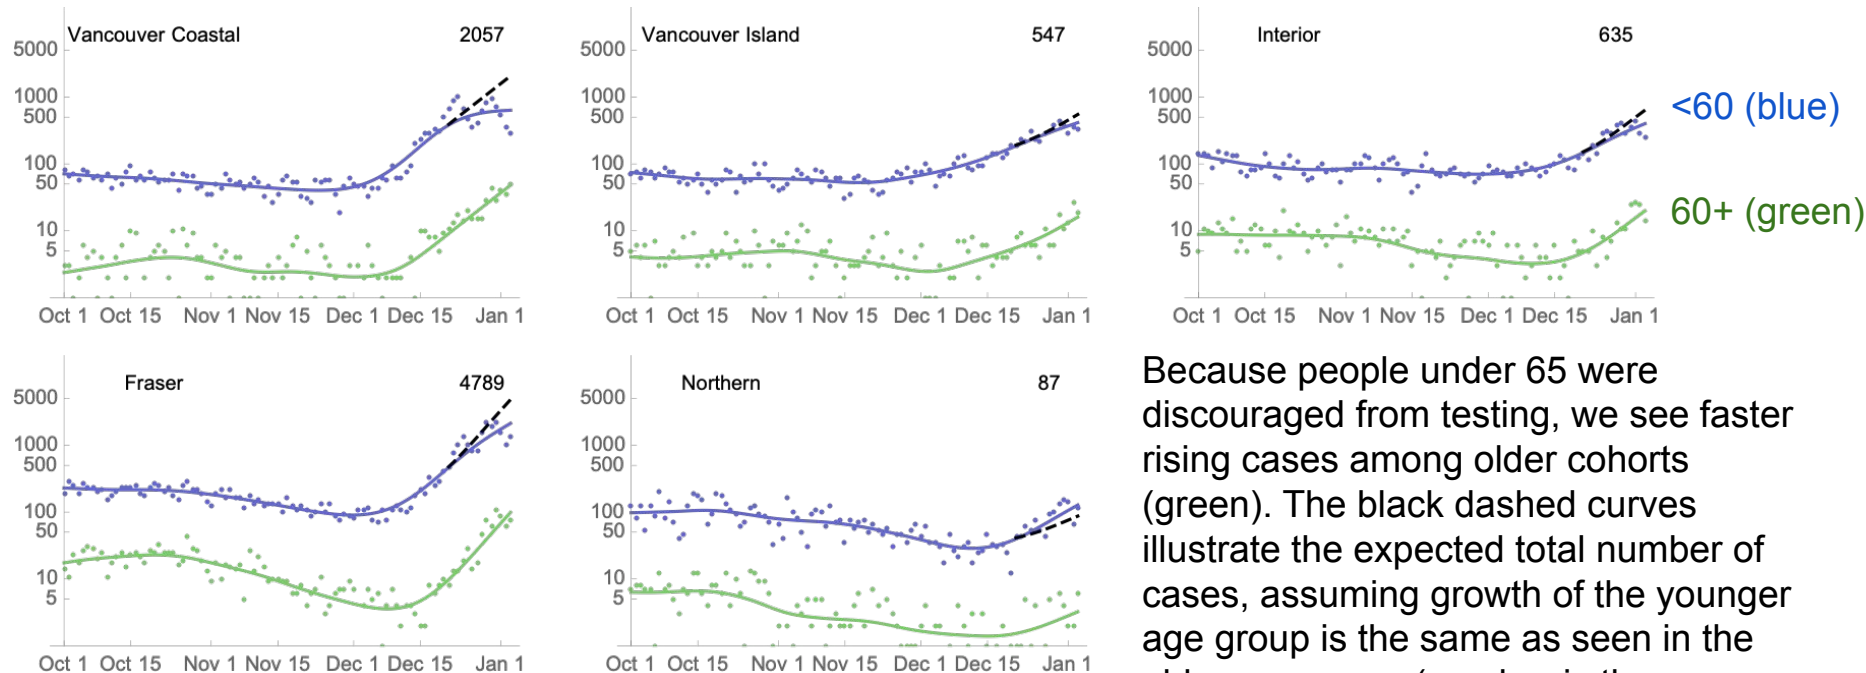 Vancouver Coastal 2057
5000
1000
500
100
50
10
5
Oct 1 Oct 15 Nov 1 Nov 15 Dec 1 Dec 15 Jan 1
Vancouver Island 547
5000
1000
500
100
50
10
5
Oct 1 Oct 15 Nov 1 Nov 15 Dec 1 Dec 15 Jan 1
Interior 635
5000
1000
500
100
50
10
5
Oct 1 Oct 15 Nov 1 Nov 15 Dec 1 Dec 15 Jan 1
<60 (blue)
60+ (green)
Fraser 4789
5000
1000
500
100
50
10
5
Oct 1 Oct 15 Nov 1 Nov 15 Dec 1 Dec 15 Jan 1
Northern 87
5000
1000
500
100
50
10
5
Oct 1 Oct 15 Nov 1 Nov 15 Dec 1 Dec 15 Jan 1
Because people under 65 were
discouraged from testing, we see faster
rising cases among older cohorts
(green). The black dashed curves
illustrate the expected total number of
cases, assuming growth of the younger
age group is the same as seen in the